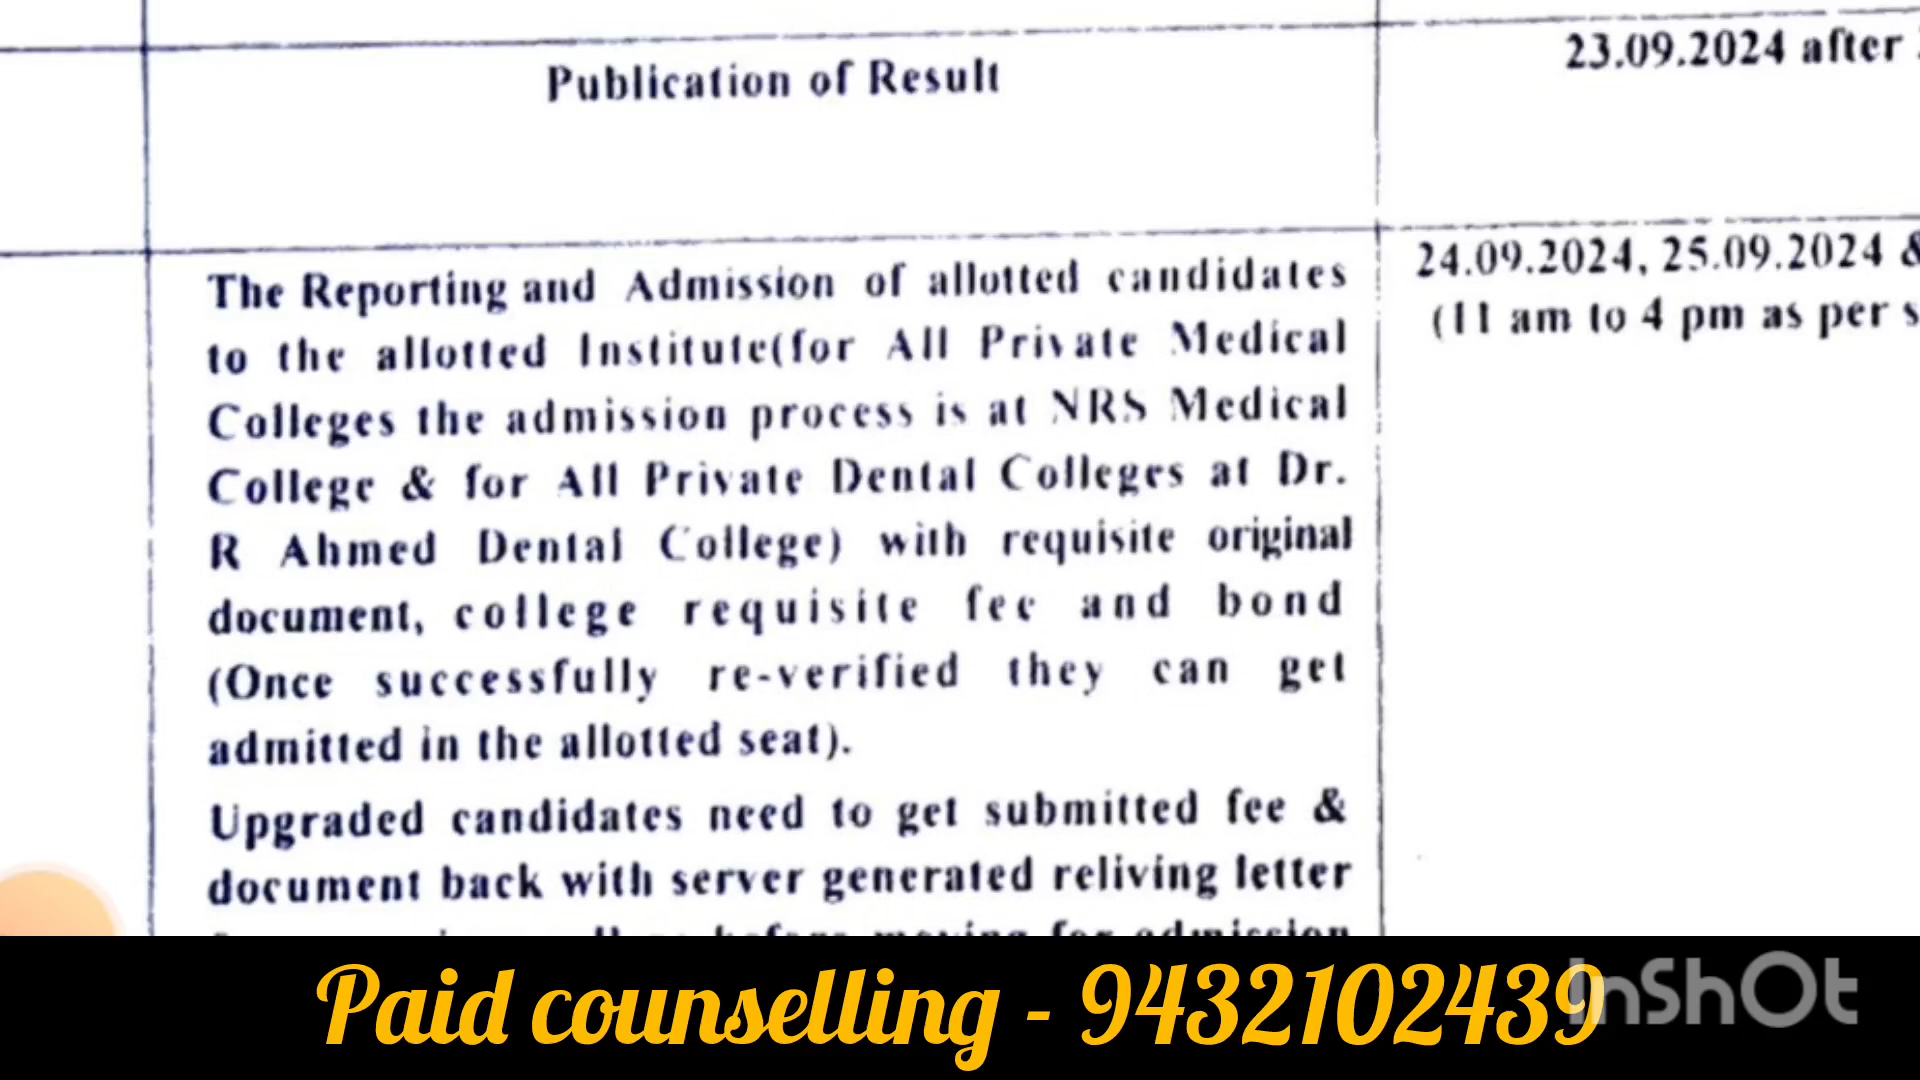 Publication of Result
23.09.2024 after
The Reporting and Admission of allotted candidates
to the allotted Institute(for All Private Medical
Colleges the admission process is at NRS Medical
College & for All Private Dental Colleges at Dr.
R Ahmed Dental College) with requisite original
document, college requisite fee and bond
(Once successfully re-verified they can get
admitted in the allotted seat).
Upgraded candidates need to get submitted fee &
document back with server generated reliving letter
before moving for admission
24.09.2024, 25.09.2024 &
(11 am to 4 pm as per
Paid counselling - 9432102439
InShOt